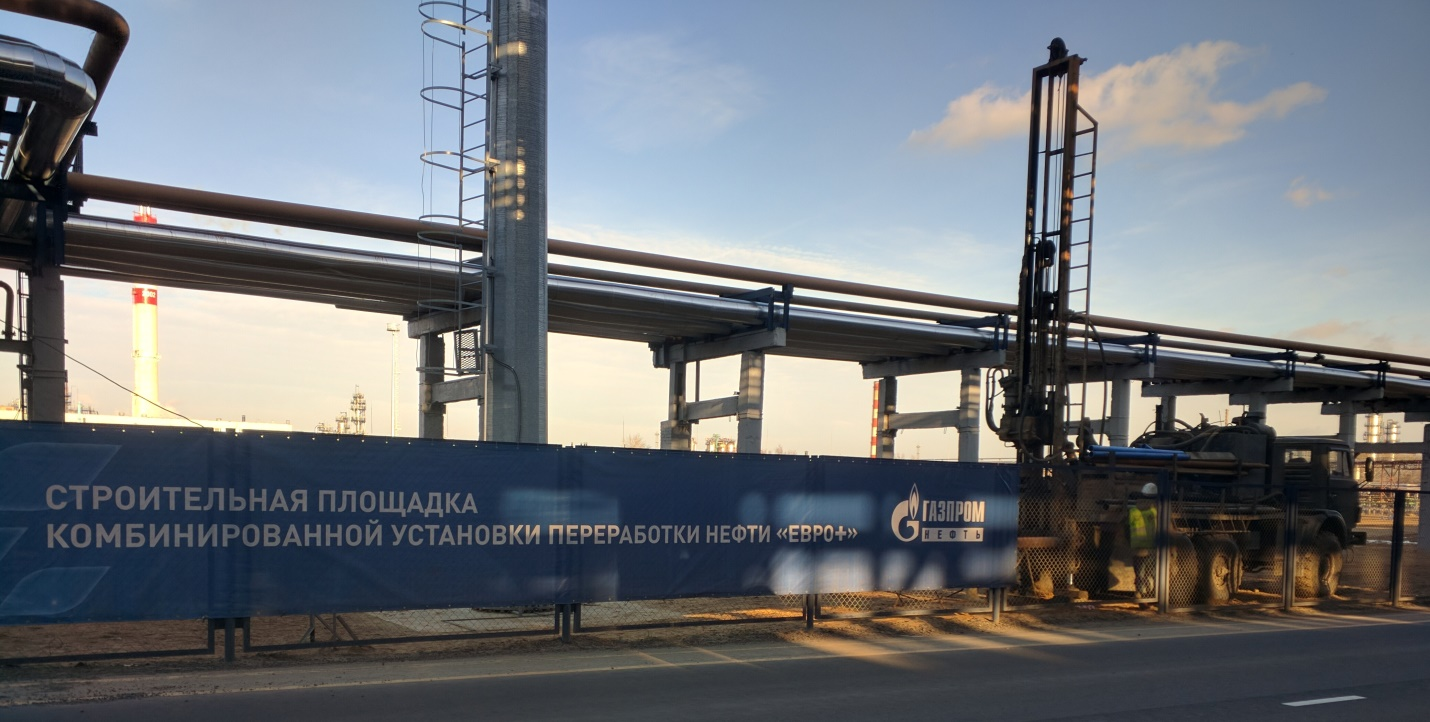 СТРОИТЕЛЬНАЯ ПЛОЩАДКА
КОМБИНИРОВАННОЙ УСТАНОВКИ ПЕРЕРАБОТКИ НЕФТИ «ЕВРО+»
ГАЗПРОМ
НЕФТЬ